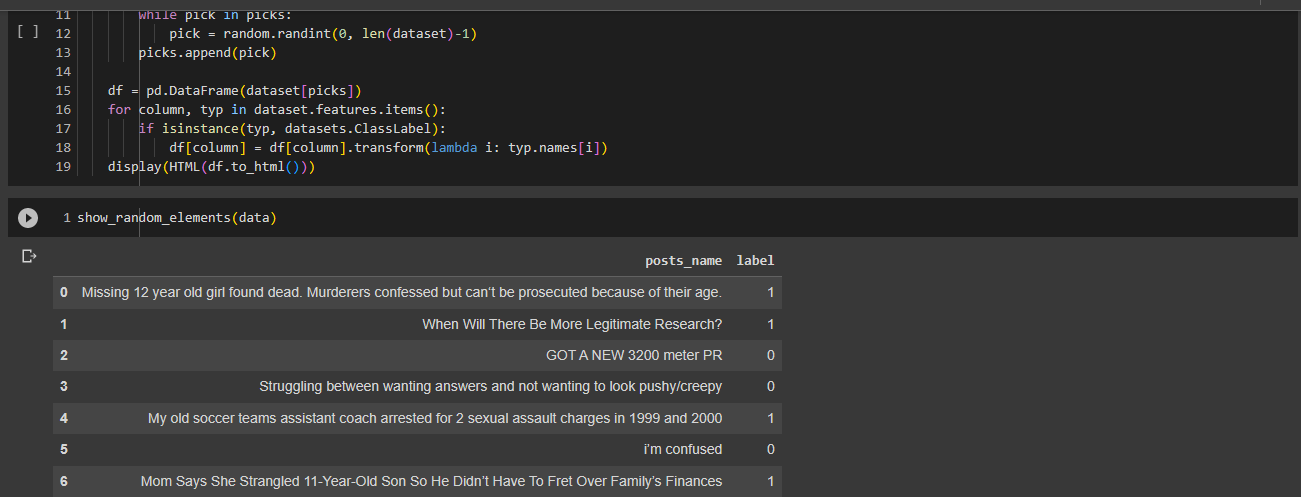 11 while pick in picks:
[ ] 12 pick = random.randint(0, len(dataset)-1)
13 picks.append(pick)
14
15 df = pd.DataFrame(dataset[picks])
16 for column, typ in dataset.features.items():
17 if isinstance(typ, datasets.ClassLabel):
18 df[column] = df[column].transform(lambda i: typ.names[i])
19 display(HTML(df.to_html()))
1 show_random_elements(data)
posts_name label
0 Missing 12 year old girl found dead. Murderers confessed but can't be prosecuted because of their age. 1
1 When Will There Be More Legitimate Research? 1
2 GOT A NEW 3200 meter PR 0
3 Struggling between wanting answers and not wanting to look pushy/creepy 0
4 My old soccer teams assistant coach arrested for 2 sexual assault charges in 1999 and 2000 1
5 i'm confused 0
6 Mom Says She Strangled 11-Year-Old Son So He Didn't Have To Fret Over Family's Finances 1